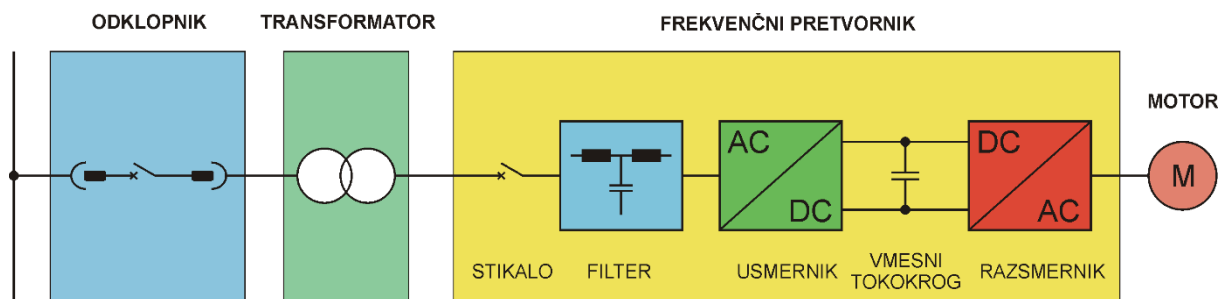 ODKLOPNIK
TRANSFORMATOR
FREKVENČNI PRETVORNIK
MOTOR
AC
DC
DC
AC
M
STIKALO
FILTER
USMERNIK
VMESNI
TOKOKROG
RAZSMERNIK